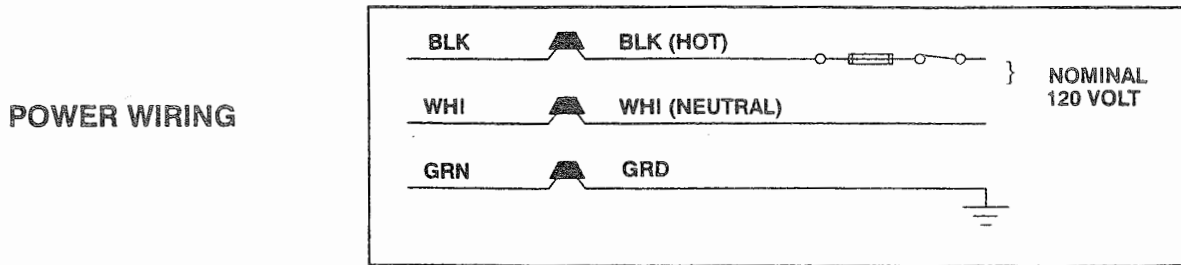 POWER WIRING
BLK
BLK (HOT)
WHI
WHI (NEUTRAL)
GRN
GRD
}
NOMINAL
120 VOLT